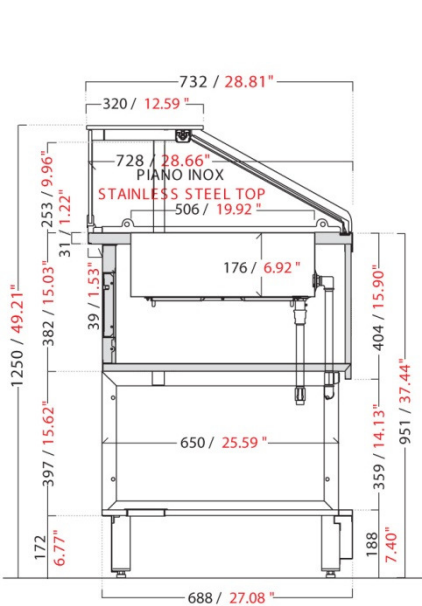 732 / 28.81"
320 / 12.59 "
728 / 28.66"
PIANO INOX
STAINLESS STEEL TOP
506 / 19.92 "
253 / 9.96"
31 / 1.22"
176 / 6.92 "
39 / 1.53"
382 / 15.03"
404 / 15.90"
1250 / 49.21"
951 / 37.44"
650 / 25.59 "
397 / 15.62"
359 / 14.13"
172
6.77"
188
7.40"
688 / 27.08 "